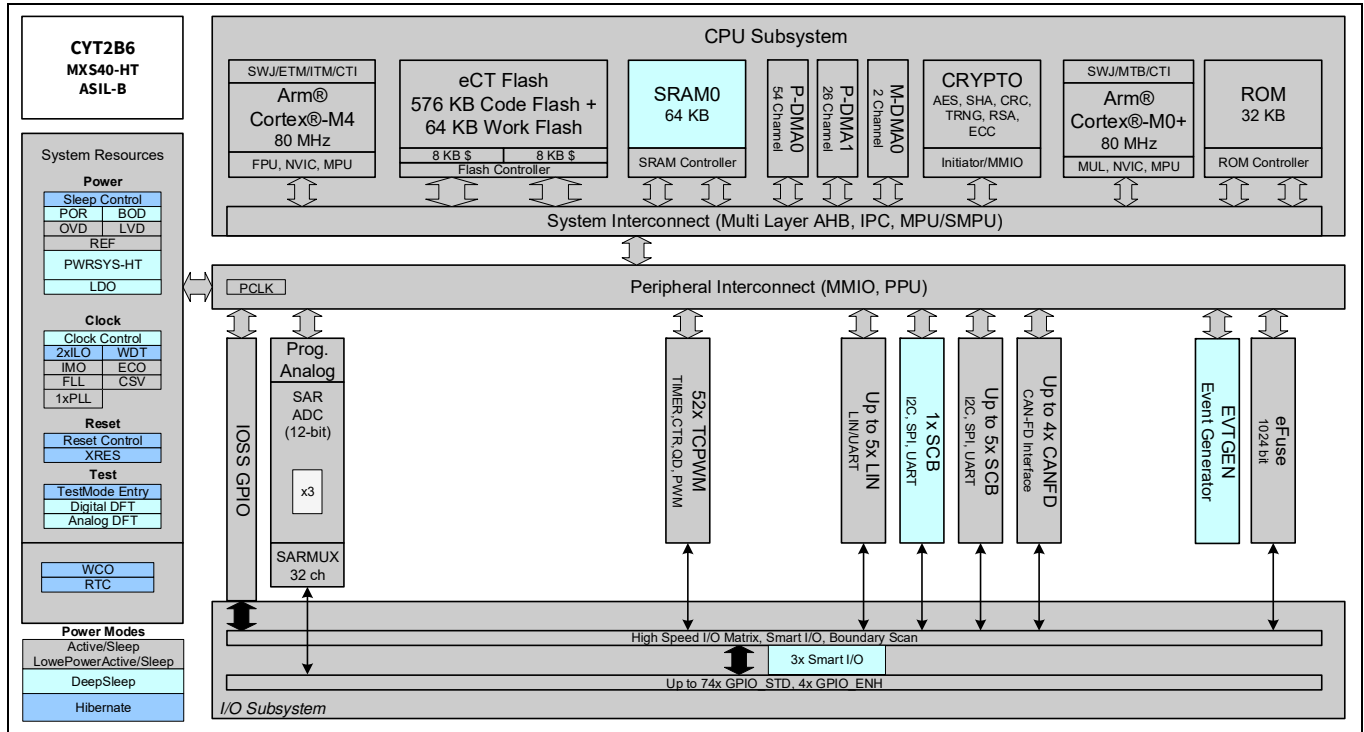 CYT2B6
MXS40-HT
ASIL-B
System Resources
Power
Sleep Control
POR
BOD
OVD
LVD
REF
PWRSYS-HT
LDO
Clock
Clock Control
2xILO
WDT
IMO
ECO
FLL
CSV
1xPLL
Reset
Reset Control
XRES
Test
TestMode Entry
Digital DFT
Analog DFT
WCO
RTC
Power Modes
Active/Sleep
LowePowerActive/Sleep
DeepSleep
Hibernate
CPU Subsystem
SWJ/ETM/ITM/CTI
Arm®
Cortex®-M4
80 MHz
FPU, NVIC, MPU
eCT Flash
576 KB Code Flash +
64 KB Work Flash
8 KB $
8 KB $
Flash Controller
SRAM0
64 KB
SRAM Controller
P-DMA0
54 Channel
P-DMA1
26 Channel
M-DMA0
2 Channel
CRYPTO
AES, SHA, CRC,
TRNG, RSA,
ECC
Initiator/MMIO
SWJ/MTB/CTI
Arm®
Cortex®-M0+
80 MHz
MUL, NVIC, MPU
ROM
32 KB
ROM Controller
System Interconnect (Multi Layer AHB, IPC, MPU/SMPU)
PCLK
Peripheral Interconnect (MMIO, PPU)
IOSS GPIO
Prog.
Analog
SAR
ADC
(12-bit)
x3
SARMUX
32 ch
52x TCPWM
TIMER,CTR,QD, PWM
Up to 5x LIN
LIN/UART
1x SCB
I2C, SPI, UART
Up to 5x SCB
I2C, SPI, UART
Up to 4x CANFD
CAN-FD Interface
EVTGEN
Event Generator
eFuse
1024 bit
High Speed I/O Matrix, Smart I/O, Boundary Scan
3x Smart I/O
Up to 74x GPIO_STD, 4x GPIO_ENH
I/O Subsystem